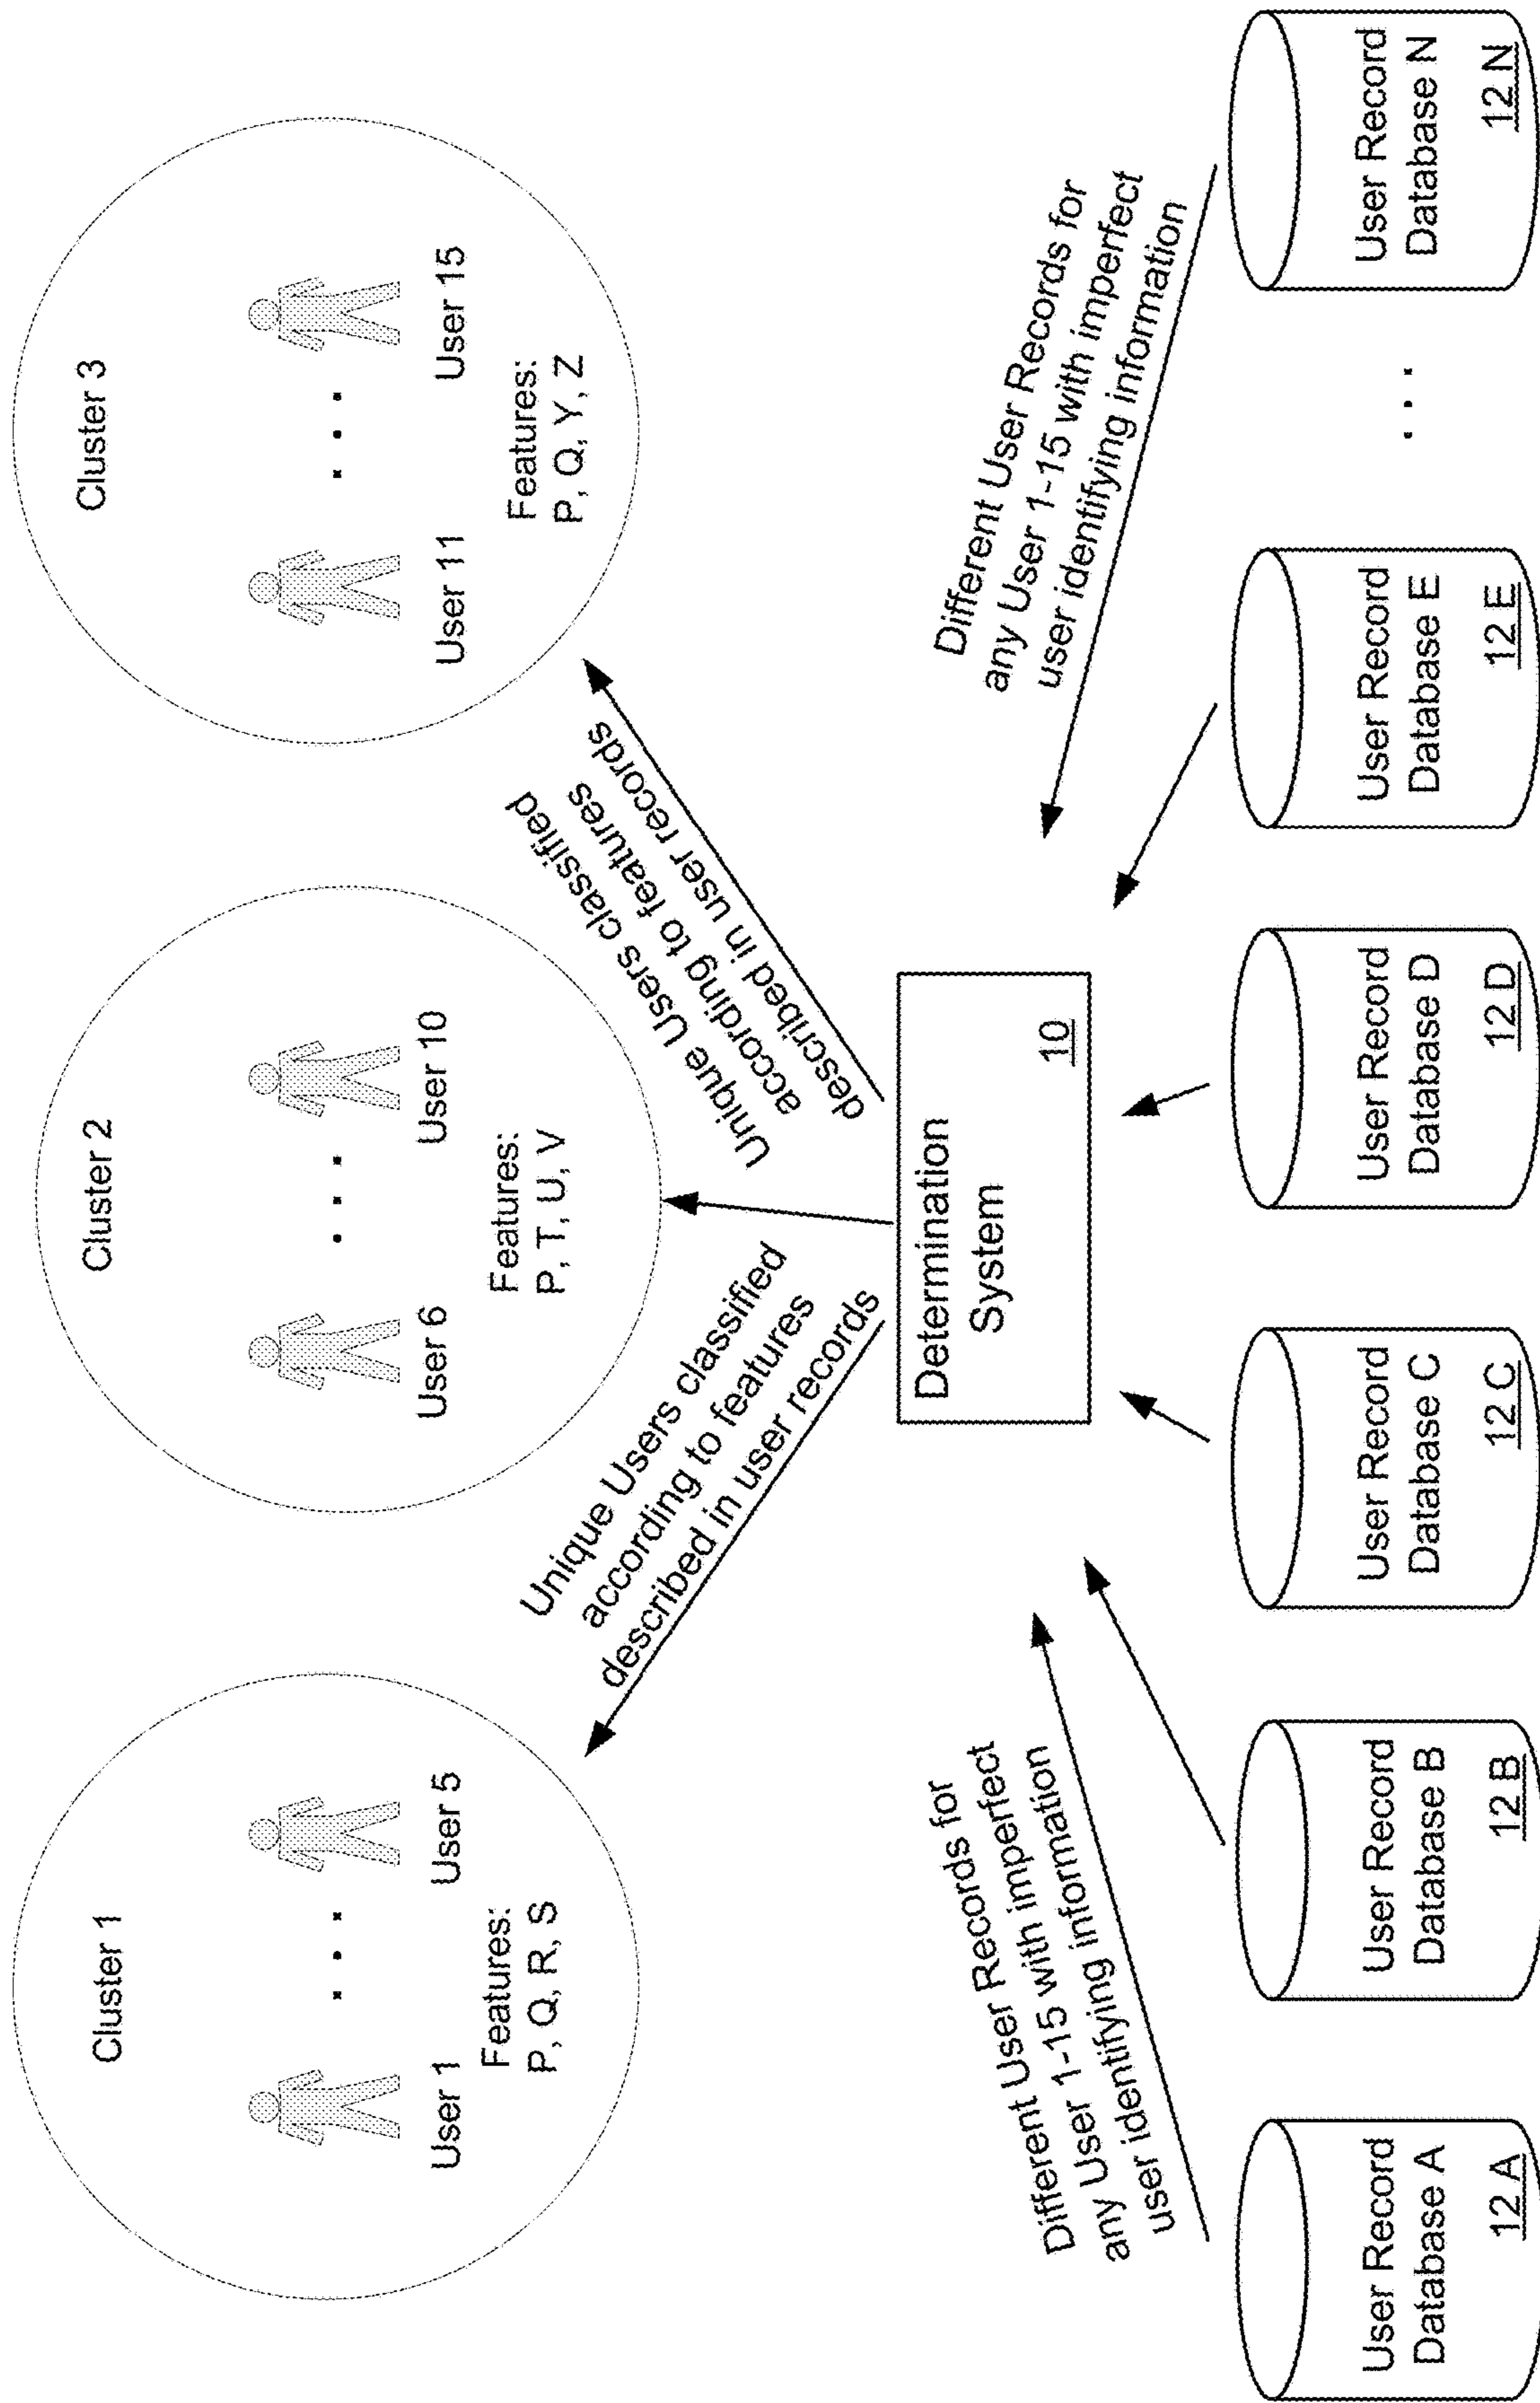 Cluster 1
User 1
User 5
Features:
P, Q, R, S
Cluster 2
User 6
User 10
Features:
P, T, U, V
Cluster 3
User 11
User 15
Features:
P, Q, Y, Z
Unique Users classified
according to features
described in user records
Unique Users classified
according to features
described in user records
Determination
System
10
Different User Records for
any User 1-15 with imperfect
user identifying information
Different User Records for
any User 1-15 with imperfect
user identifying information
User Record
Database A
12 A
User Record
Database B
12 B
User Record
Database C
12 C
User Record
Database D
12 D
User Record
Database E
12 E
User Record
Database N
12 N